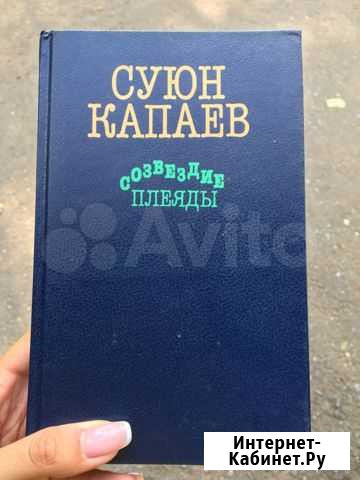 СУЮН
КАПАЕВ
СОЗВЕЗДИЕ
ПЛЕЯДЫ
Avito
Интернет-
Кабинет.Ру